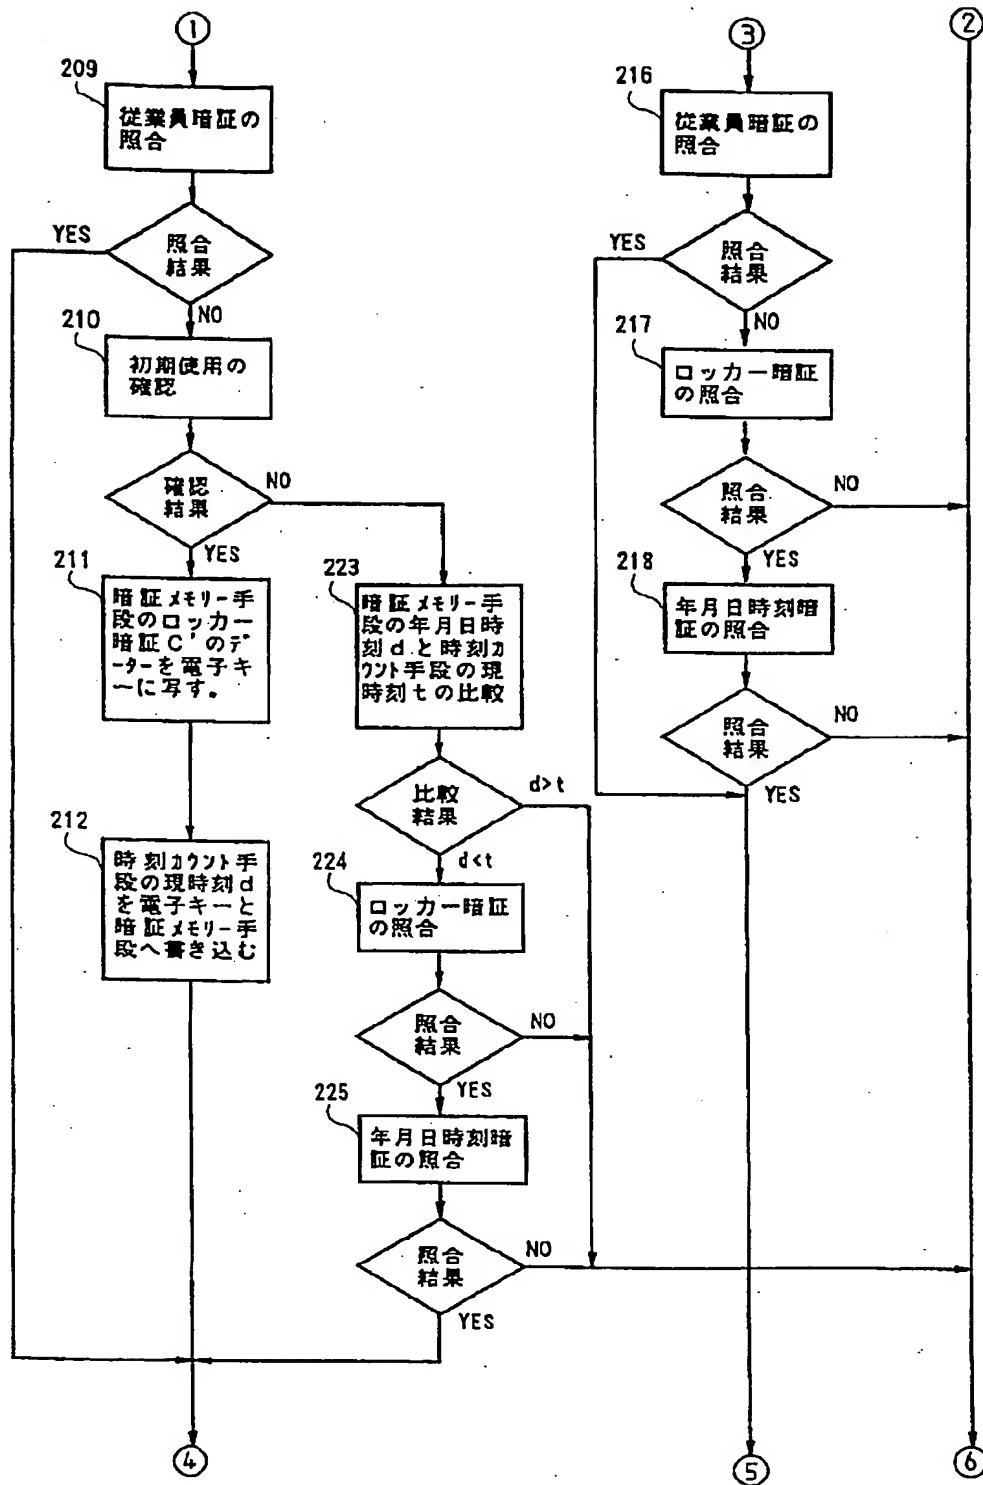 ①
209
従業員暗証の
照合
YES
照合
結果
NO
210
初期使用の
確認
確認
結果
NO
YES
211
暗証メモリー手
段のロッカー
暗証C'のデ
ーターを電子キ
ーに写す。
212
時刻カウント手
段の現時刻d
を電子キーと
暗証メモリー手
段へ書き込む
④
223
暗証メモリー手
段の年月日時
刻dと時刻カ
ウント手段の現
時刻tの比較
比較
結果
d>t
d<t
224
ロッカー暗証
の照合
照合
結果
NO
YES
225
年月日時刻暗
証の照合
照合
結果
NO
YES
③
216
従業員暗証の
照合
YES
照合
結果
NO
217
ロッカー暗証
の照合
照合
結果
NO
YES
218
年月日時刻暗
証の照合
照合
結果
NO
YES
⑤
②
⑥